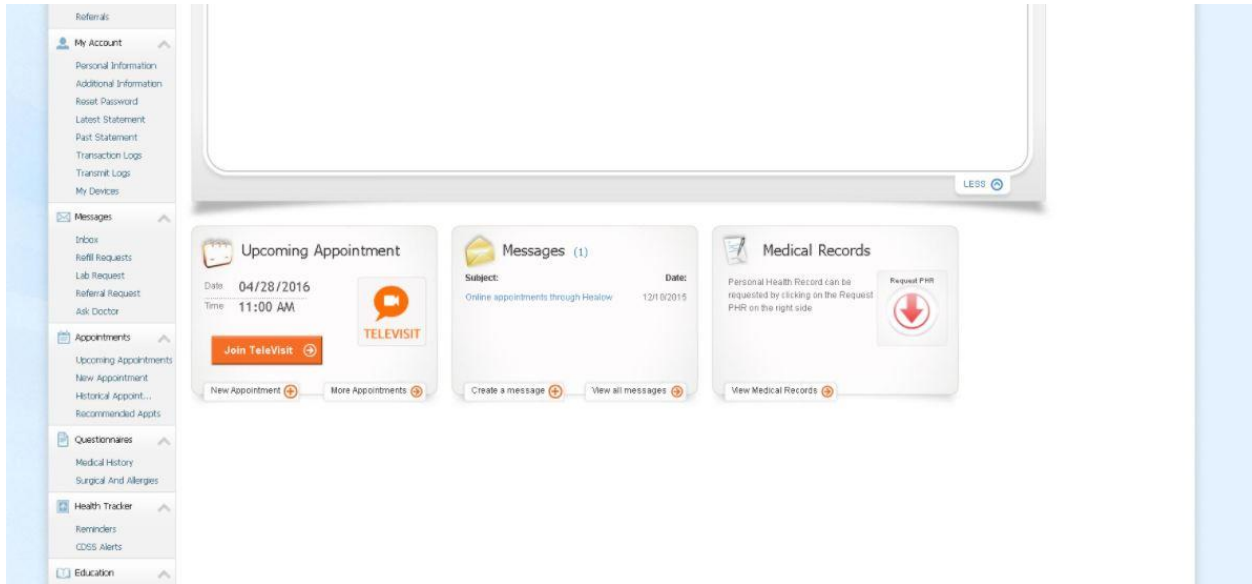 Referrals
My Account
Personal Information
Additional Information
Reset Password
Latest Statement
Past Statement
Transaction Logs
Transmit Logs
My Devices
Messages
Inbox
Refill Requests
Lab Request
Referral Request
Ask Doctor
Appointments
Upcoming Appointments
New Appointment
Historical Appoint...
Recommended Appts
Questionnaires
Medical History
Surgical And Allergies
Health Tracker
Reminders
CDSS Alerts
Education
LESS
Upcoming Appointment
Date 04/28/2016
Time 11:00 AM
TELEVISIT
Join TeleVisit
New Appointment
More Appointments
Messages (1)
Subject: Date:
Online appointments through Healow 12/10/2015
Create a message
View all messages
Medical Records
Personal Health Record can be
requested by clicking on the Request
PHR on the right side
Request PHR
View Medical Records